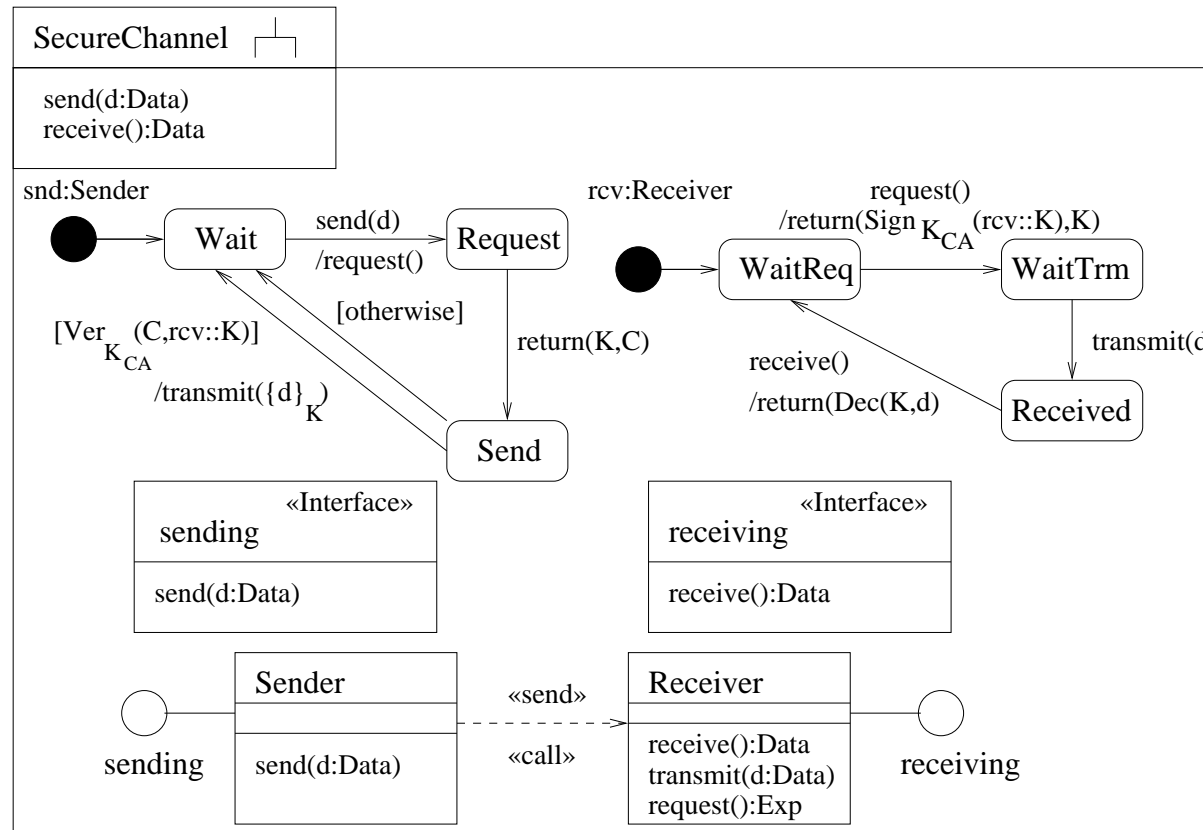 SecureChannel
send(d:Data)
receive():Data
snd:Sender
Wait
send(d)
/request()
Request
[otherwise]
return(K,C)
[Ver K CA (C,rcv::K)]
/transmit({d} K )
Send
rcv:Receiver
request()
/return(Sign K CA (rcv::K),K)
WaitReq
WaitTrm
transmit(d
receive()
/return(Dec(K,d)
Received
«Interface»
sending
send(d:Data)
«Interface»
receiving
receive():Data
sending
Sender
send(d:Data)
«send»
«call»
Receiver
receive():Data
transmit(d:Data)
request():Exp
receiving